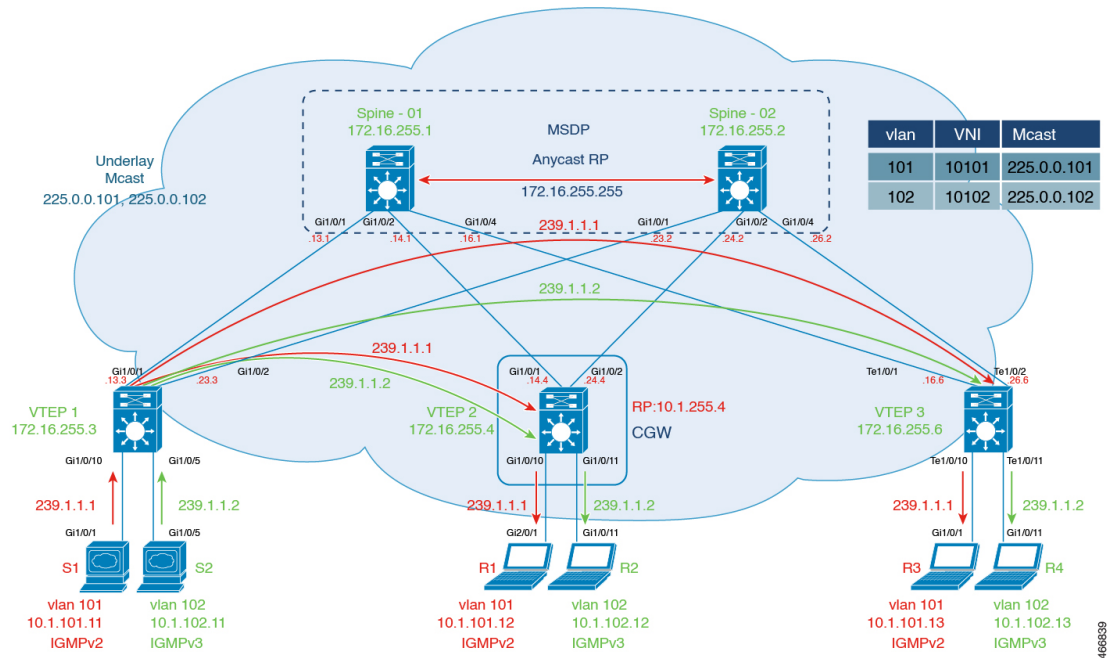 Spine - 01
172.16.255.1
MSDP
Spine - 02
172.16.255.2
Anycast RP
172.16.255.255
vlan VNI Mcast
101 10101 225.0.0.101
102 10102 225.0.0.102
Underlay
Mcast
225.0.0.101, 225.0.0.102
Gi1/0/1 Gi1/0/2 Gi1/0/4 Gi1/0/1 Gi1/0/2 Gi1/0/4
.13.1 .14.1 .16.1 239.1.1.1 .23.2 .24.2 .26.2
239.1.1.2
239.1.1.1
239.1.1.2
Gi1/0/1 Gi1/0/2
.13.3 .23.3
Gi1/0/1 Gi1/0/2
.14.4 .24.4
Te1/0/1 Te1/0/2
.16.6 .26.6
VTEP 1
172.16.255.3
VTEP 2
172.16.255.4
RP:10.1.255.4
CGW
VTEP 3
172.16.255.6
Gi1/0/10 Gi1/0/5
Gi1/0/10 Gi1/0/11
Te1/0/10 Te1/0/11
239.1.1.1 239.1.1.2
239.1.1.1 239.1.1.2
239.1.1.1 239.1.1.2
Gi1/0/1 Gi1/0/5
Gi2/0/1 Gi1/0/11
Gi1/0/1 Gi1/0/11
S1 S2
R1 R2
R3 R4
vlan 101
10.1.101.11
IGMPv2
vlan 102
10.1.102.11
IGMPv3
vlan 101
10.1.101.12
IGMPv2
vlan 102
10.1.102.12
IGMPv3
vlan 101
10.1.101.13
IGMPv2
vlan 102
10.1.102.13
IGMPv3
466839